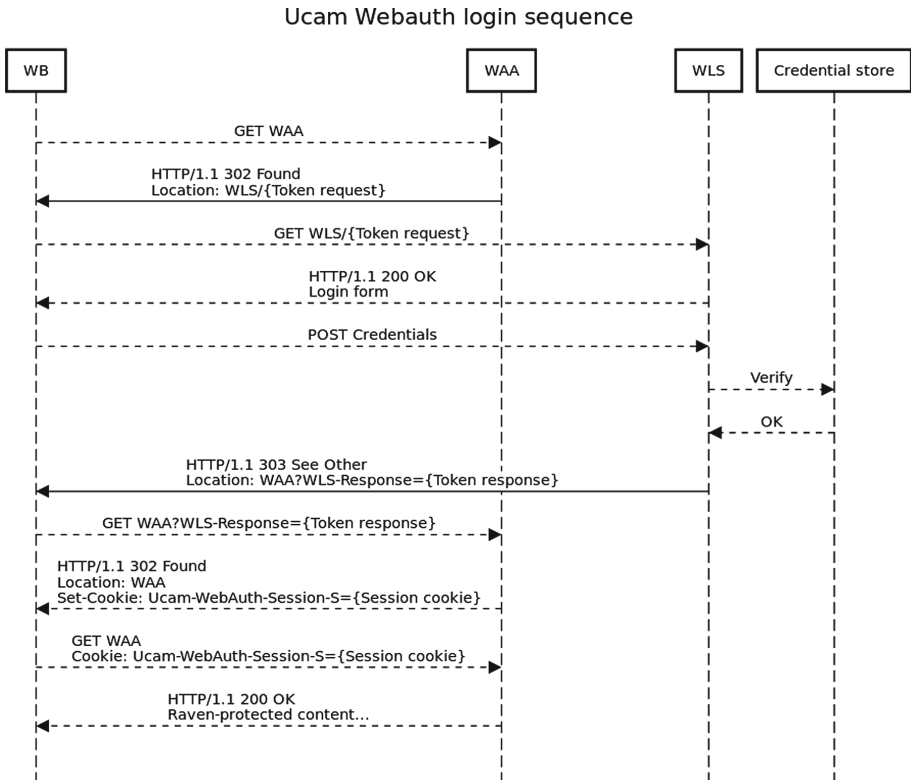 Ucam Webauth login sequence
WB
WAA
WLS
Credential store
GET WAA
HTTP/1.1 302 Found
Location: WLS/{Token request}
GET WLS/{Token request}
HTTP/1.1 200 OK
Login form
POST Credentials
Verify
OK
HTTP/1.1 303 See Other
Location: WAA?WLS-Response={Token response}
GET WAA?WLS-Response={Token response}
HTTP/1.1 302 Found
Location: WAA
Set-Cookie: Ucam-WebAuth-Session-S={Session cookie}
GET WAA
Cookie: Ucam-WebAuth-Session-S={Session cookie}
HTTP/1.1 200 OK
Raven-protected content...